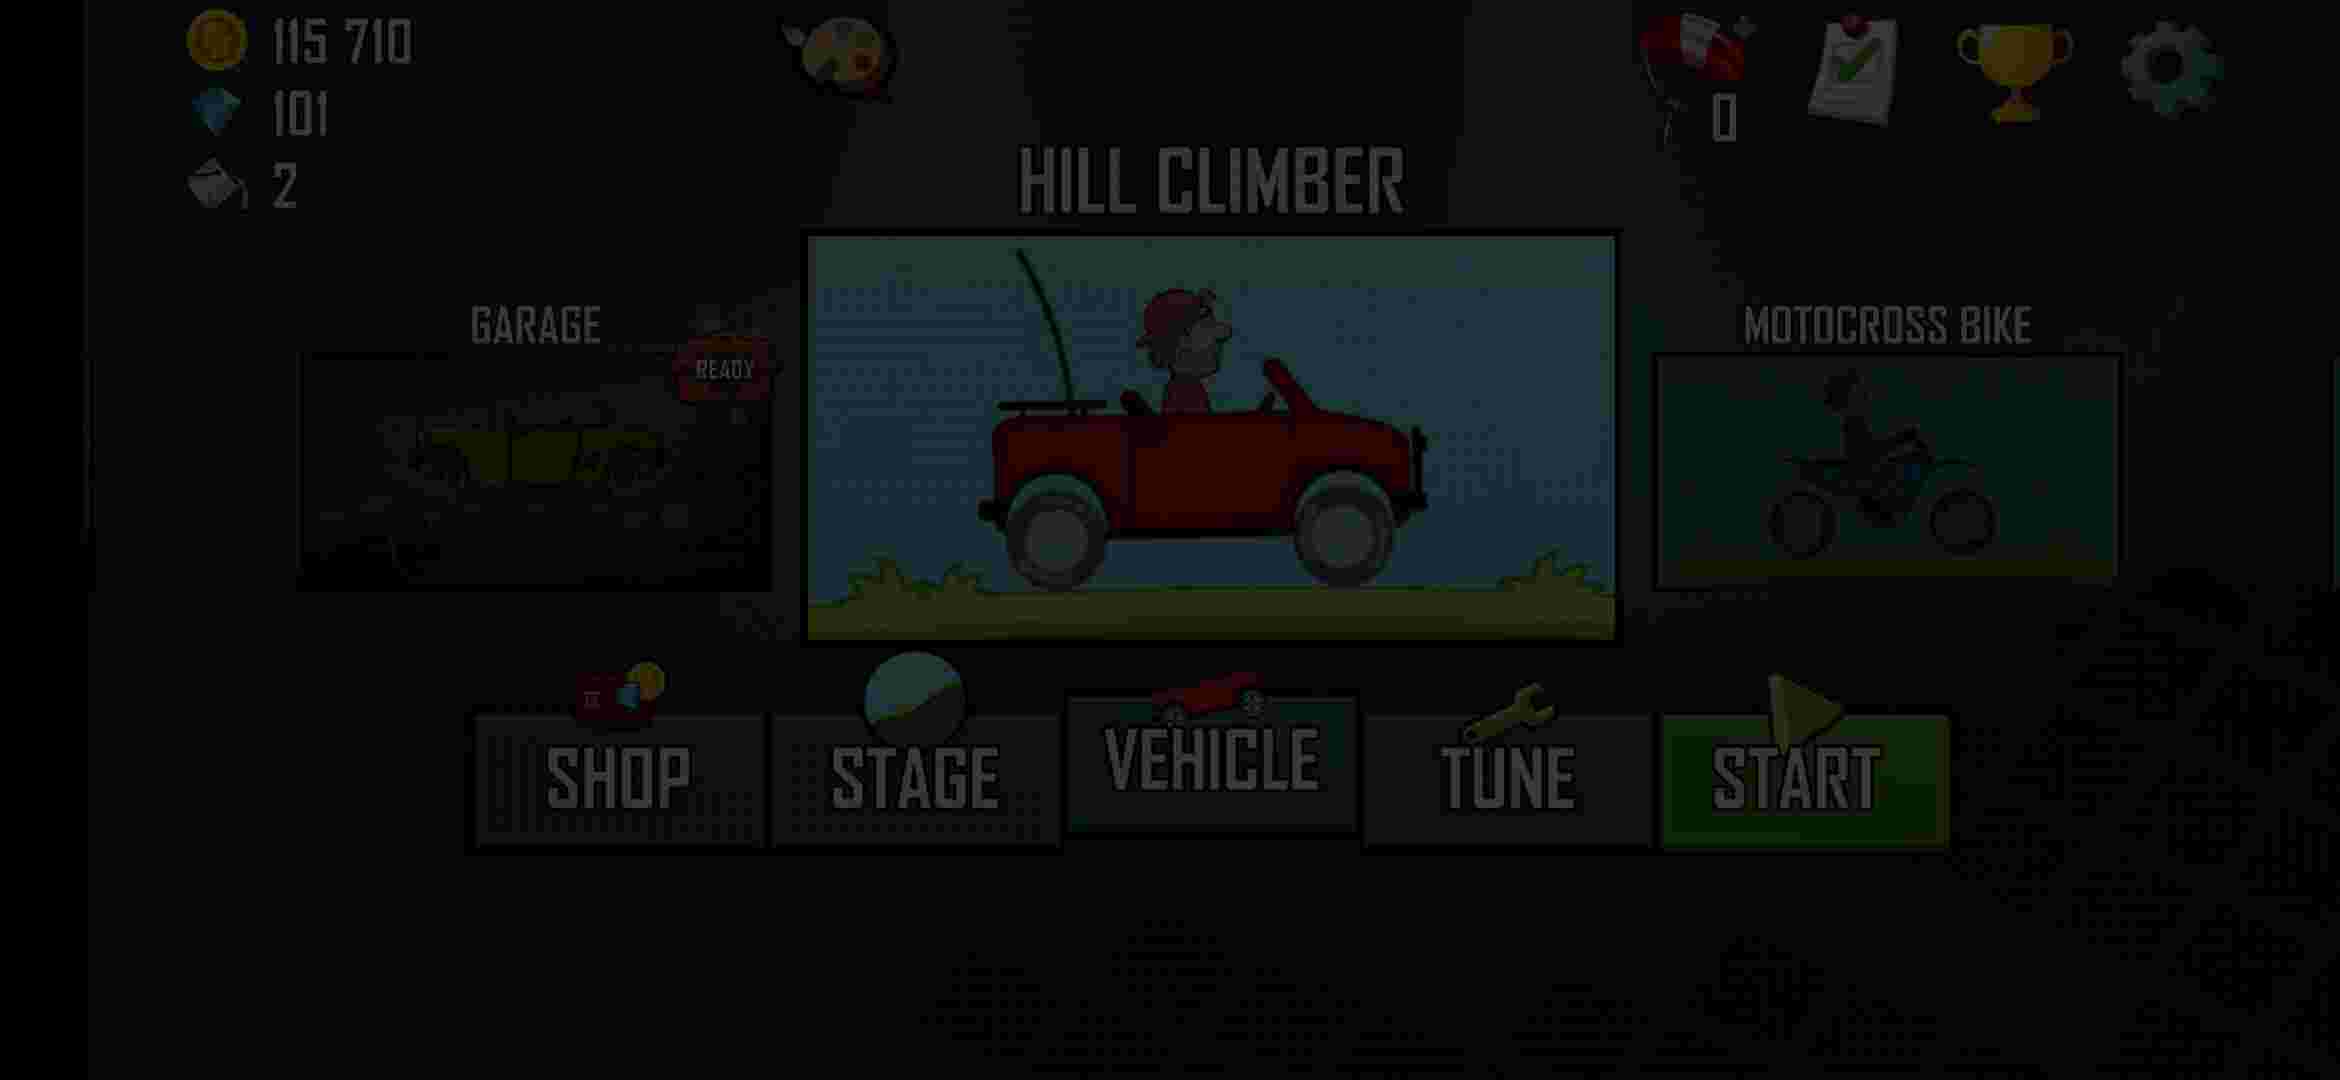 115 710
101
2
0
HILL CLIMBER
GARAGE
READY
MOTOCROSS BIKE
SHOP
STAGE
VEHICLE
TUNE
START